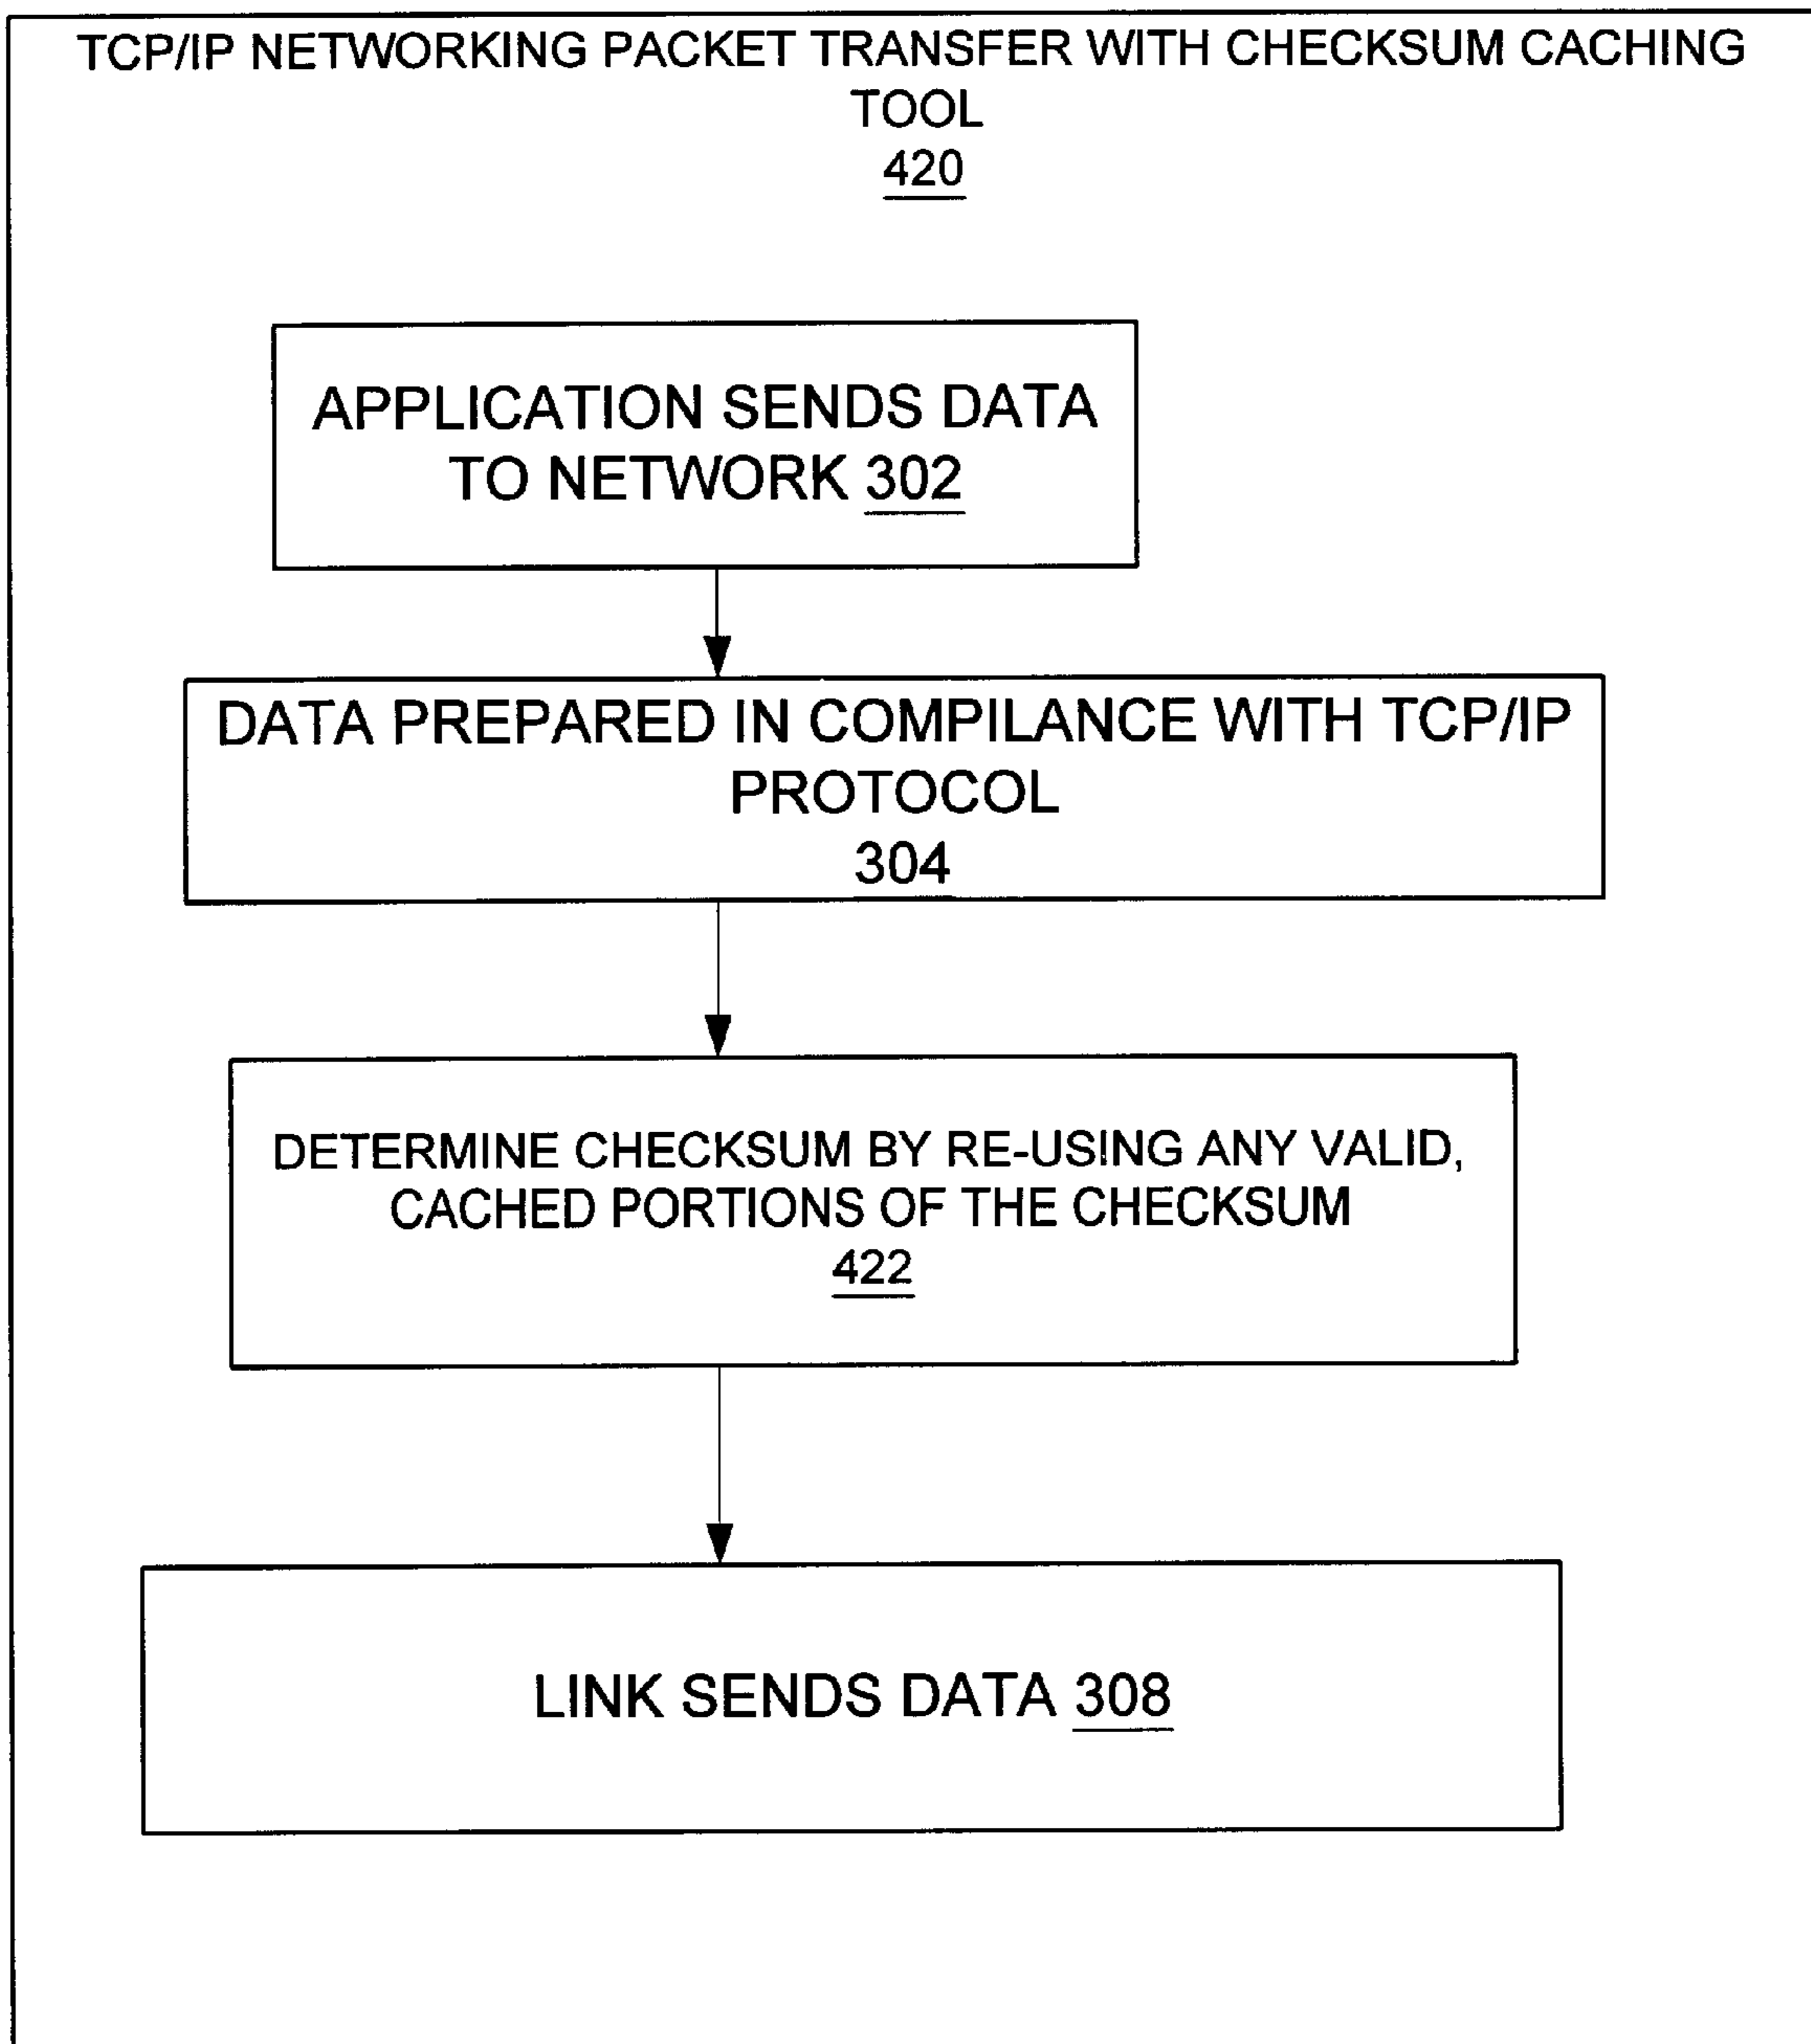 TCP/IP NETWORKING PACKET TRANSFER WITH CHECKSUM CACHING
TOOL
420
APPLICATION SENDS DATA
TO NETWORK 302
DATA PREPARED IN COMPILANCE WITH TCP/IP
PROTOCOL
304
DETERMINE CHECKSUM BY RE-USING ANY VALID,
CACHED PORTIONS OF THE CHECKSUM
422
LINK SENDS DATA 308